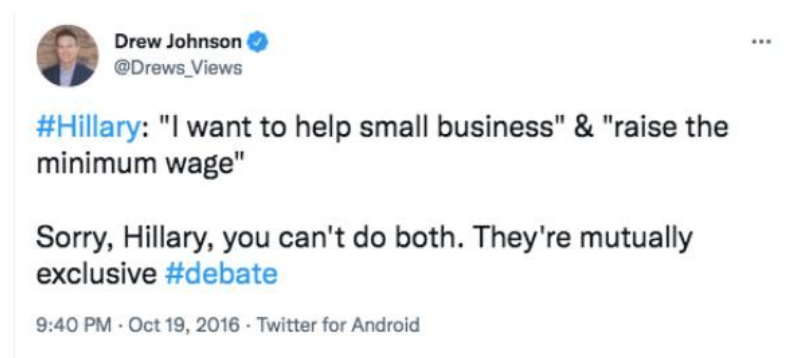 Drew Johnson
@Drews_Views
#Hillary: "I want to help small business" & "raise the
minimum wage"
Sorry, Hillary, you can't do both. They're mutually
exclusive #debate
9:40 PM · Oct 19, 2016 · Twitter for Android